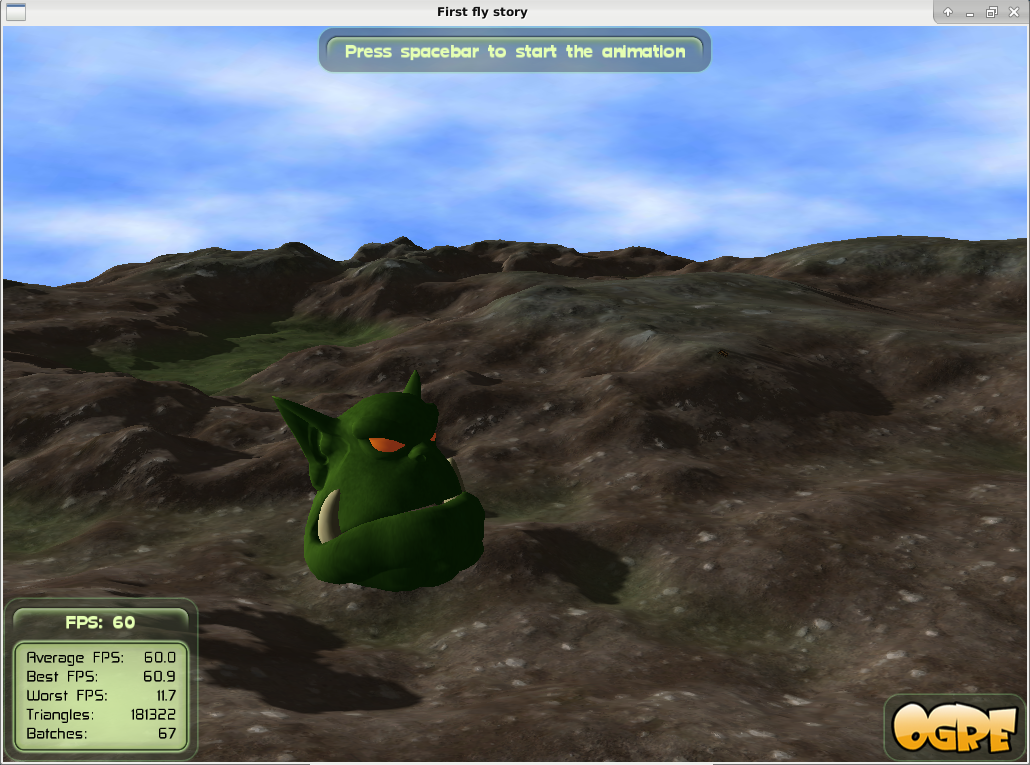 First fly story
Press spacebar to start the animation
FPS: 60
Average FPS: 60.0
Best FPS: 60.9
Worst FPS: 11.7
Triangles: 181322
Batches: 67
OGRE